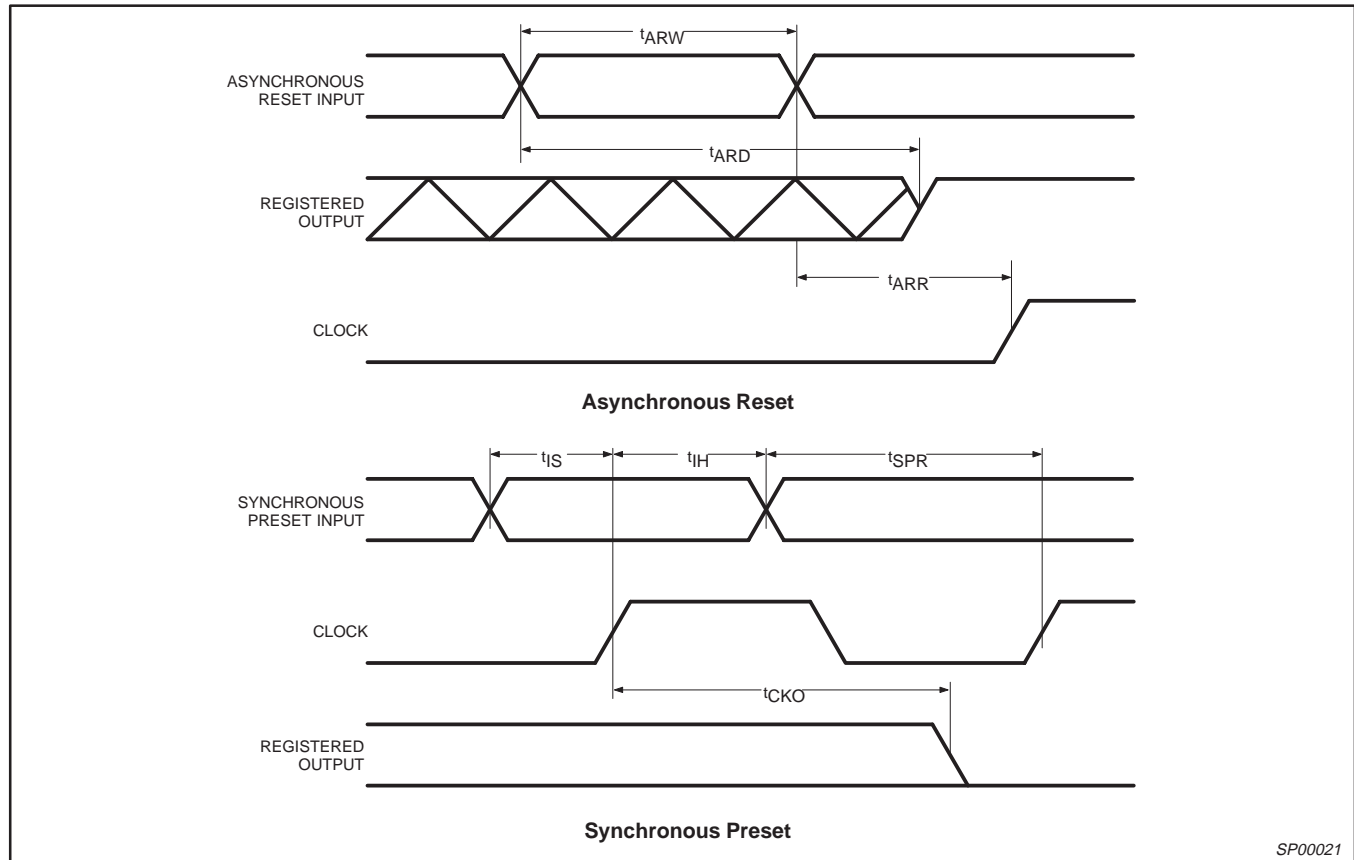 tARW
ASYNCHRONOUS
RESET INPUT
tARD
REGISTERED
OUTPUT
tARR
CLOCK
Asynchronous Reset
tIS tIH tSPR
SYNCHRONOUS
PRESET INPUT
CLOCK
tCKO
REGISTERED
OUTPUT
Synchronous Preset
SP00021